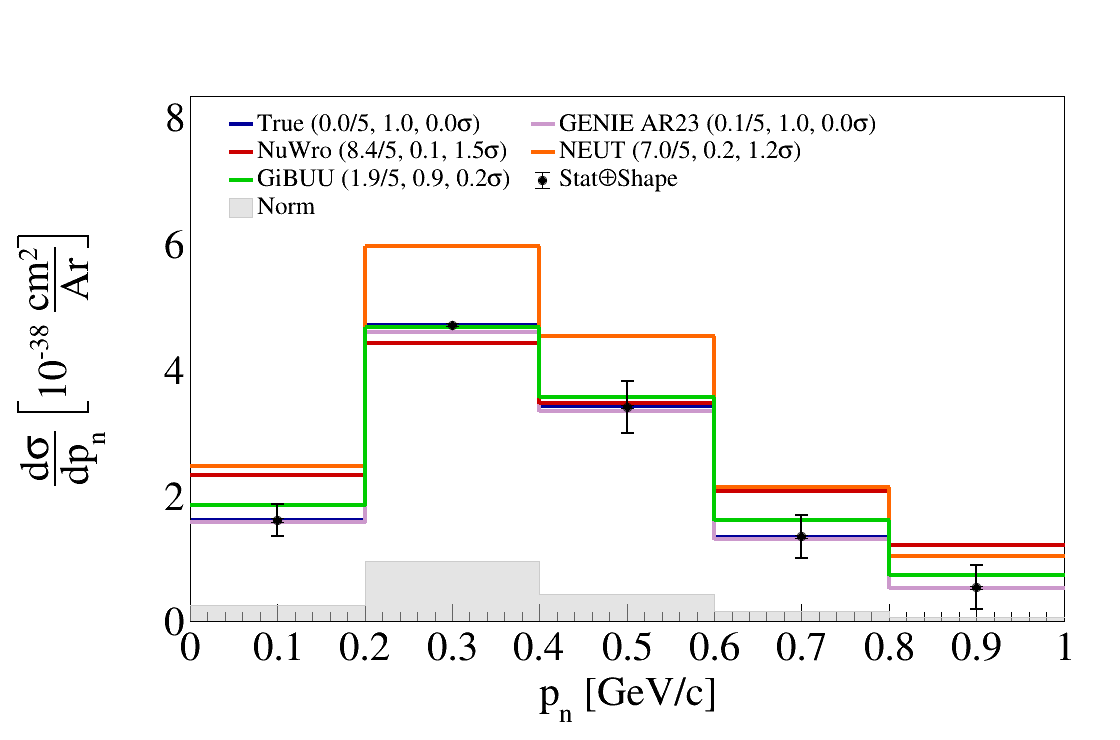 8
True (0.0/5, 1.0, 0.0σ)
GENIE AR23 (0.1/5, 1.0, 0.0σ)
NuWro (8.4/5, 0.1, 1.5σ)
NEUT (7.0/5, 0.2, 1.2σ)
GiBUU (1.9/5, 0.9, 0.2σ)
Stat⊕Shape
Norm
6
4
2
0
dσ/dp_n [10^-38 cm^2/Ar]
0 0.1 0.2 0.3 0.4 0.5 0.6 0.7 0.8 0.9 1
p_n [GeV/c]